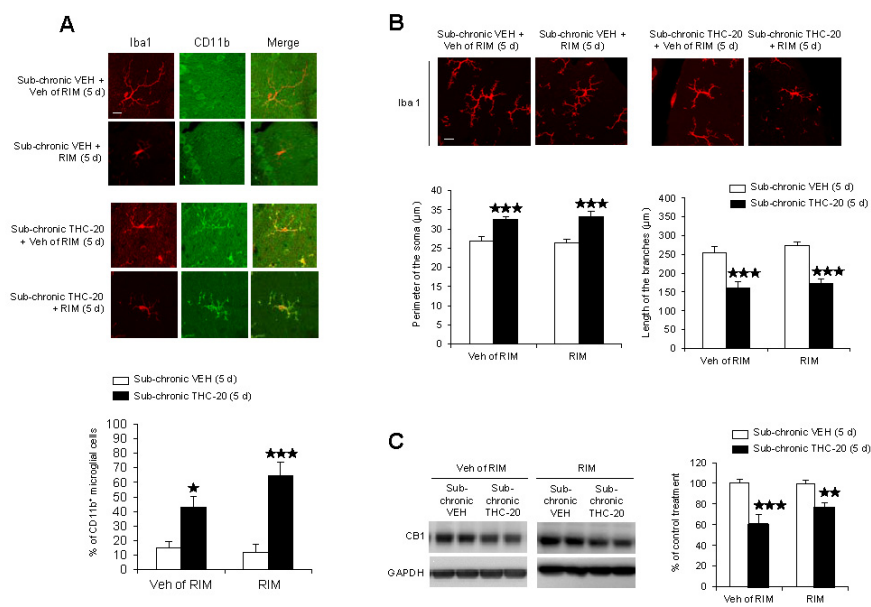 A
Iba1 CD11b Merge
Sub-chronic VEH +
Veh of RIM (5 d)
Sub-chronic VEH +
RIM (5 d)
Sub-chronic THC-20
+ Veh of RIM (5 d)
Sub-chronic THC-20
+ RIM (5 d)
Sub-chronic VEH (5 d)
Sub-chronic THC-20 (5 d)
% of CD11b+ microglial cells
100
90
80
70
60
50
40
30
20
10
0
Veh of RIM RIM
B
Sub-chronic VEH +
Veh of RIM (5 d)
Sub-chronic VEH +
RIM (5 d)
Sub-chronic THC-20
+ Veh of RIM (5 d)
Sub-chronic THC-20
+ RIM (5 d)
Iba 1
Perimeter of the soma (µm)
40
35
30
25
20
15
10
5
0
Veh of RIM RIM
Sub-chronic VEH (5 d)
Sub-chronic THC-20 (5 d)
Length of the branches (µm)
400
350
300
250
200
150
100
50
0
Veh of RIM RIM
C
Veh of RIM RIM
Sub-
chronic
VEH
Sub-
chronic
THC-20
Sub-
chronic
VEH
Sub-
chronic
THC-20
CB1
GAPDH
Sub-chronic VEH (5 d)
Sub-chronic THC-20 (5 d)
% of control treatment
120
100
80
60
40
20
0
Veh of RIM RIM